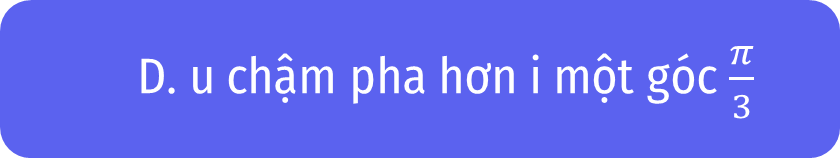 D. u chậm pha hơn i một góc π/3